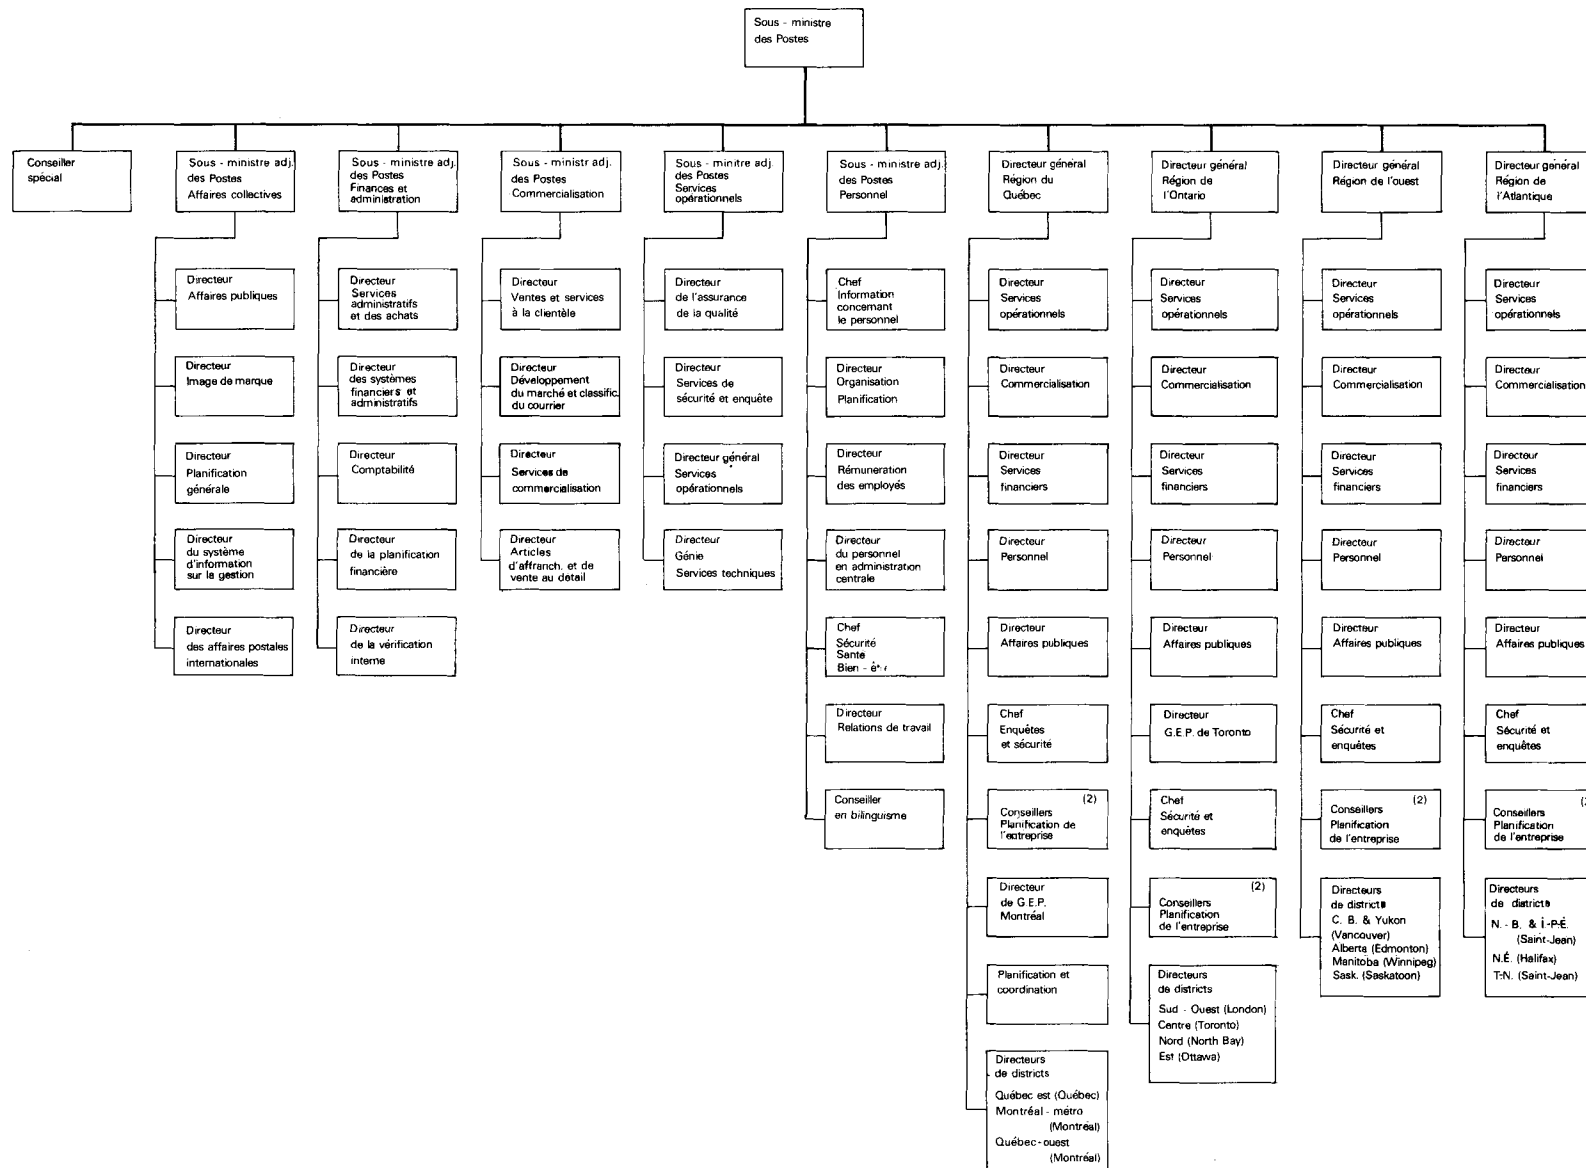 Sous - ministre
des Postes
Conseiller
spécial
Sous - ministre adj.
des Postes
Affaires collectives
Directeur
Affaires publiques
Directeur
Image de marque
Directeur
Planification
générale
Directeur
du système
d'information
sur la gestion
Directeur
des affaires postales
internationales
Sous - ministre adj.
des Postes
Finances et
administration
Directeur
Services
administratifs
et des achats
Directeur
des systèmes
financiers et
administratifs
Directeur
Comptabilité
Directeur
de la planification
financière
Directeur
de la vérification
interne
Sous - ministr adj.
des Postes
Commercialisation
Directeur
Ventes et services
à la clientèle
Directeur
Développement
du marché et classific.
du courrier
Directeur
Services de
commercialisation
Directeur
Articles
d'affranch. et de
vente au détail
Sous - minitre adj.
des Postes
Services
opérationnels
Directeur
de l'assurance
de la qualité
Directeur
Services de
sécurité et enquête
Directeur général
Services
opérationnels
Directeur
Génie
Services techniques
Sous - ministre adj.
des Postes
Personnel
Chef
Information
concernant
le personnel
Directeur
Organisation
Planification
Directeur
Rémuneration
des employés
Directeur
du personnel
en administration
centrale
Chef
Sécurité
Santé
Bien -
Directeur
Relations de travail
Conseiller
en bilinguisme
Directeur général
Région du
Québec
Directeur
Services
opérationnels
Directeur
Commercialisation
Directeur
Services
financiers
Directeur
Personnel
Directeur
Affaires publiques
Chef
Enquêtes
et sécurité
(2)
Conseillers
Planification de
l'entreprise
Directeur
de G.E.P.
Montréal
Planification et
coordination
Directeurs
de districts
Québec est (Québec)
Montréal - métro
(Montréal)
Québec-ouest
(Montréal)
Directeur général
Région de
l'Ontario
Directeur
Services
opérationnels
Directeur
Commercialisation
Directeur
Services
financiers
Directeur
Personnel
Directeur
Affaires publiques
Directeur
G.E.P. de Toronto
Chef
Sécurité et
enquêtes
(2)
Conseillers
Planification
de l'entreprise
Directeurs
de districts
Sud - Ouest (London)
Centre (Toronto)
Nord (North Bay)
Est (Ottawa)
Directeur général
Région de l'ouest
Directeur
Services
opérationnels
Directeur
Commercialisation
Directeur
Services
financiers
Directeur
Personnel
Directeur
Affaires publiques
Chef
Sécurité et
enquêtes
(2)
Conseillers
Planification
de l'entreprise
Directeurs
de districts
C. B. & Yukon
(Vancouver)
Alberta (Edmonton)
Manitoba (Winnipeg)
Sask. (Saskatoon)
Directeur général
Région de
l'Atlantique
Directeur
Services
opérationnels
Directeur
Commercialisation
Directeur
Services
financiers
Directeur
Personnel
Directeur
Affaires publiques
Chef
Sécurité et
enquêtes
Conseillers
Planification
de l'entreprise
Directeurs
de districts
N. - B. & Î.-P.-É.
(Saint-Jean)
N.É. (Halifax)
T.-N. (Saint-Jean)